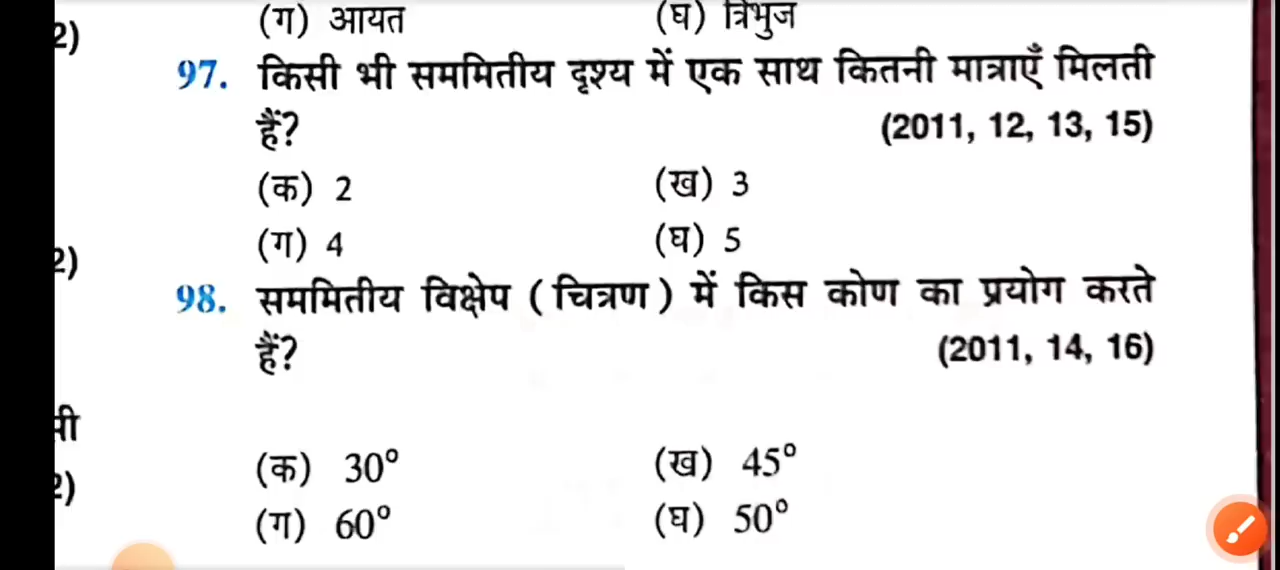 2)
(ग) आयत (घ) त्रिभुज
97. किसी भी सममितीय दृश्य में एक साथ कितनी मात्राएँ मिलती
हैं? (2011, 12, 13, 15)
(क) 2 (ख) 3
(ग) 4 (घ) 5
2)
98. सममितीय विक्षेप (चित्रण) में किस कोण का प्रयोग करते
हैं? (2011, 14, 16)
मी
(क) 30° (ख) 45°
2)
(ग) 60° (घ) 50°